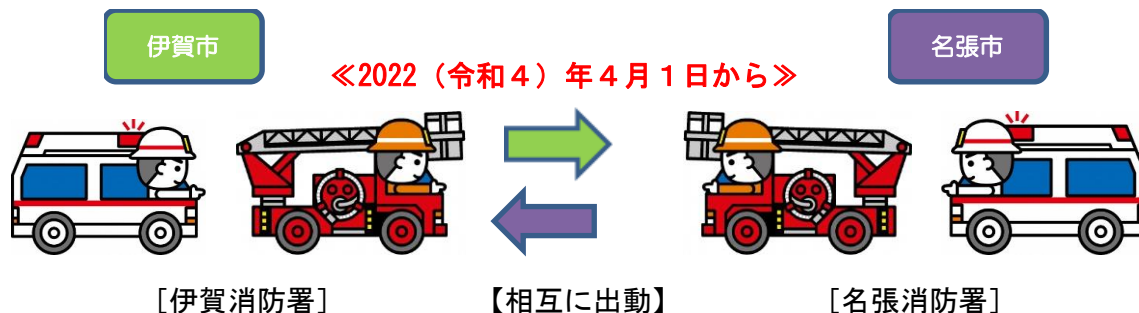 伊賀市
名張市
≪2022（令和４）年４月１日から≫
［伊賀消防署］
【相互に出動】
［名張消防署］